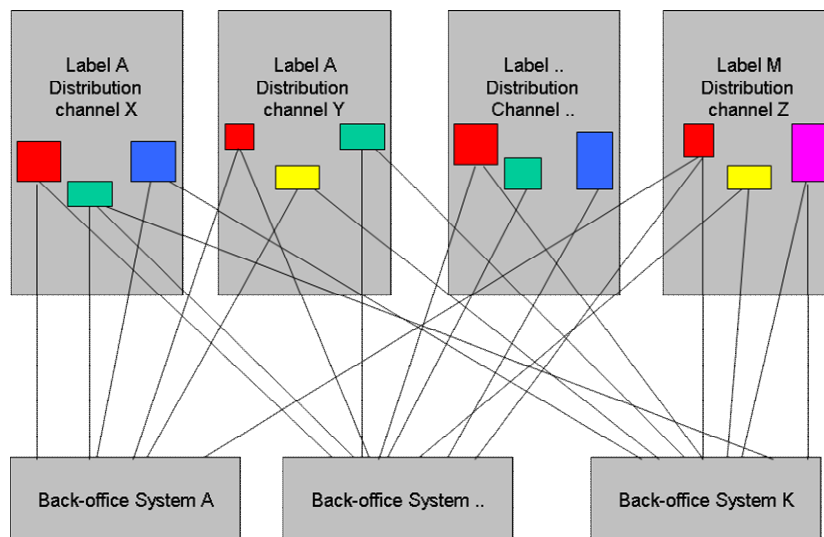 Label A
Distribution
channel X
Label A
Distribution
channel Y
Label ..
Distribution
Channel ..
Label M
Distribution
channel Z
Back-office System A
Back-office System ..
Back-office System K